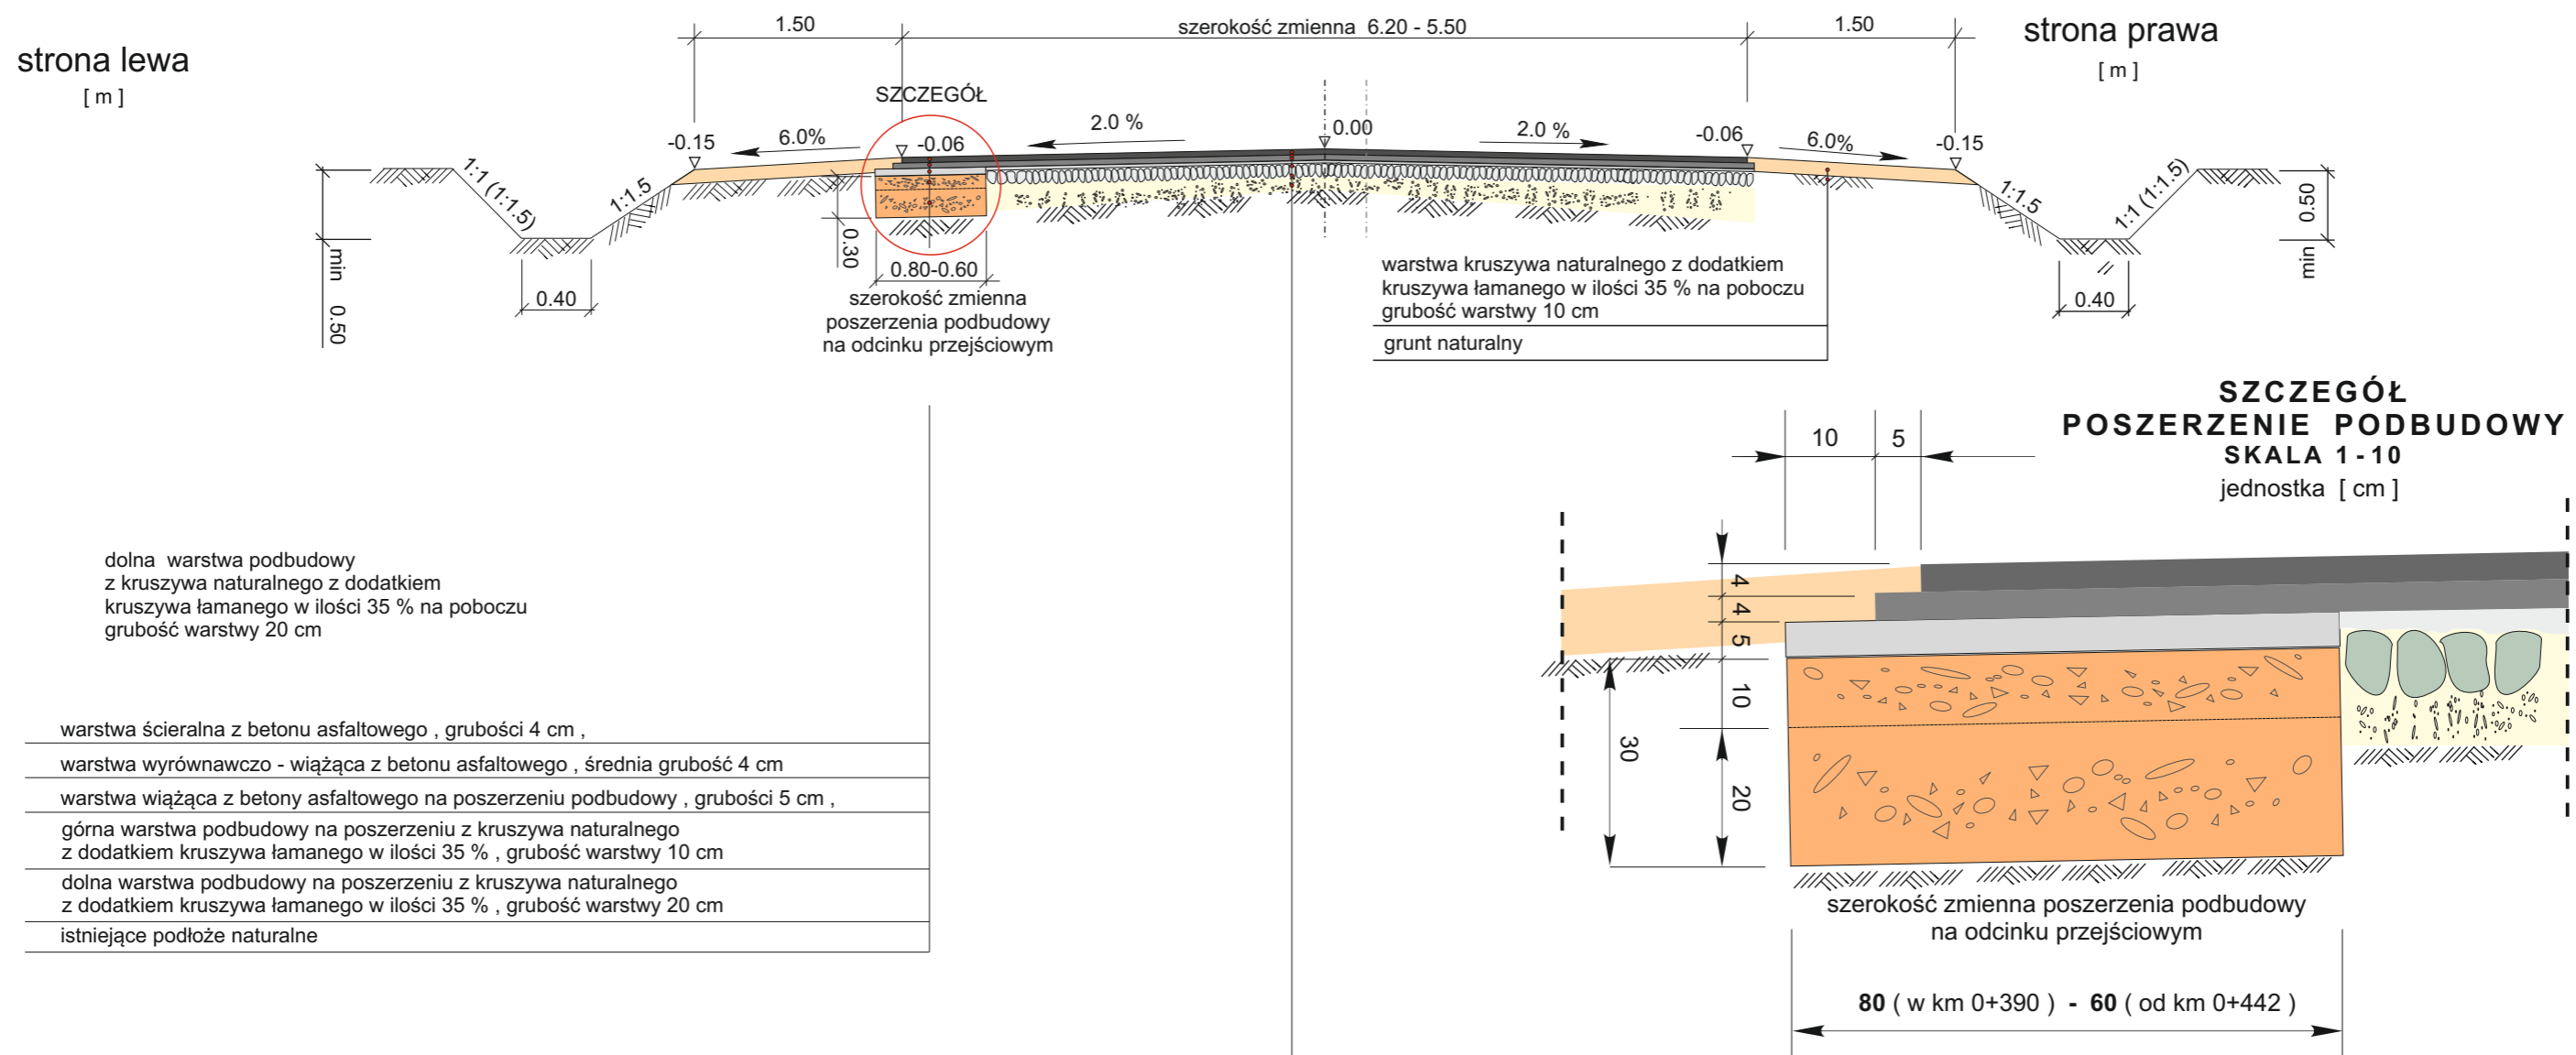 strona lewa
[ m ]
1.50
szerokość zmienna 6.20 - 5.50
1.50
strona prawa
[ m ]
SZCZEGÓŁ
-0.15
6.0%
-0.06
2.0 %
0.00
2.0 %
-0.06
6.0%
-0.15
1:1 (1:1.5)
1:1.5
1:1.5
1:1 (1:1.5)
min 0.50
0.40
0.30
0.80-0.60
szerokość zmienna
poszerzenia podbudowy
na odcinku przejściowym
warstwa kruszywa naturalnego z dodatkiem
kruszywa łamanego w ilości 35 % na poboczu
grubość warstwy 10 cm
grunt naturalny
0.40
min 0.50
SZCZEGÓŁ
POSZERZENIE PODBUDOWY
SKALA 1 - 10
jednostka [ cm ]
10
5
4
4
5
10
20
30
dolna warstwa podbudowy
z kruszywa naturalnego z dodatkiem
kruszywa łamanego w ilości 35 % na poboczu
grubość warstwy 20 cm
warstwa ścieralna z betonu asfaltowego , grubości 4 cm ,
warstwa wyrównawczo - wiążąca z betonu asfaltowego , średnia grubość 4 cm
warstwa wiążąca z betony asfaltowego na poszerzeniu podbudowy , grubości 5 cm ,
górna warstwa podbudowy na poszerzeniu z kruszywa naturalnego
z dodatkiem kruszywa łamanego w ilości 35 % , grubość warstwy 10 cm
dolna warstwa podbudowy na poszerzeniu z kruszywa naturalnego
z dodatkiem kruszywa łamanego w ilości 35 % , grubość warstwy 20 cm
istniejące podłoże naturalne
szerokość zmienna poszerzenia podbudowy
na odcinku przejściowym
80 ( w km 0+390 ) - 60 ( od km 0+442 )